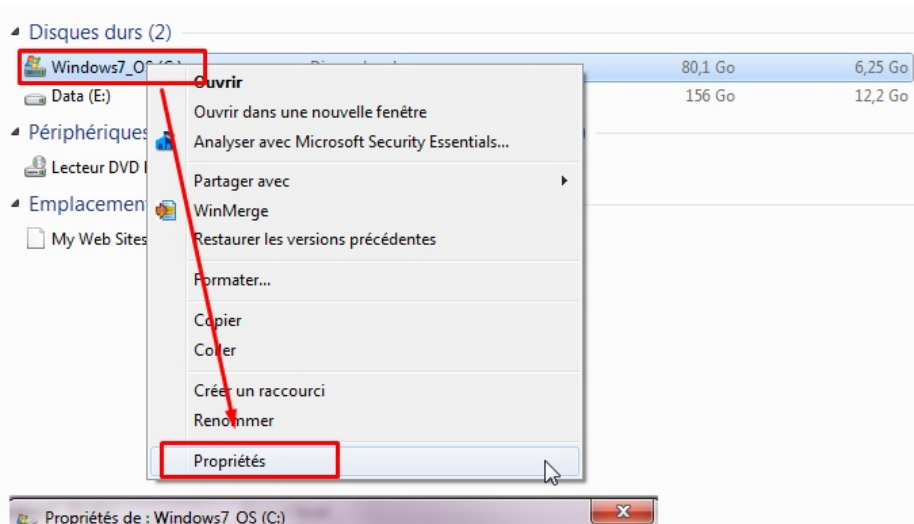 Disques durs (2)
Windows7_OS (C:) 80,1 Go 6,25 Go
Data (E:) 156 Go 12,2 Go
Périphériques
Lecteur DVD
Emplacemen
My Web Sites
Ouvrir
Ouvrir dans une nouvelle fenêtre
Analyser avec Microsoft Security Essentials...
Partager avec
WinMerge
Restaurer les versions précédentes
Formater...
Copier
Coller
Créer un raccourci
Renommer
Propriétés
Propriétés de : Windows7_OS (C:)